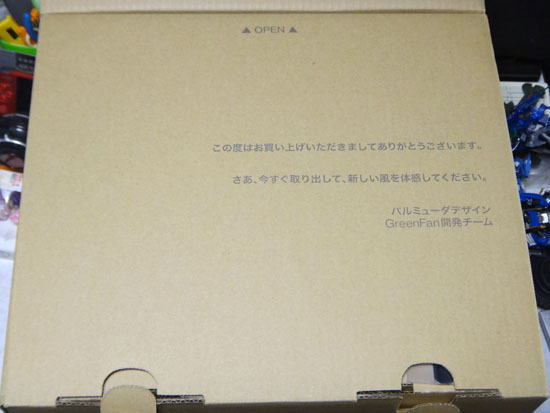 ▲ OPEN ▲
この度はお買い上げいただきましてありがとうございます。
さあ、今すぐ取り出して、新しい風を体感してください。
バルミューダデザイン
GreenFan開発チーム